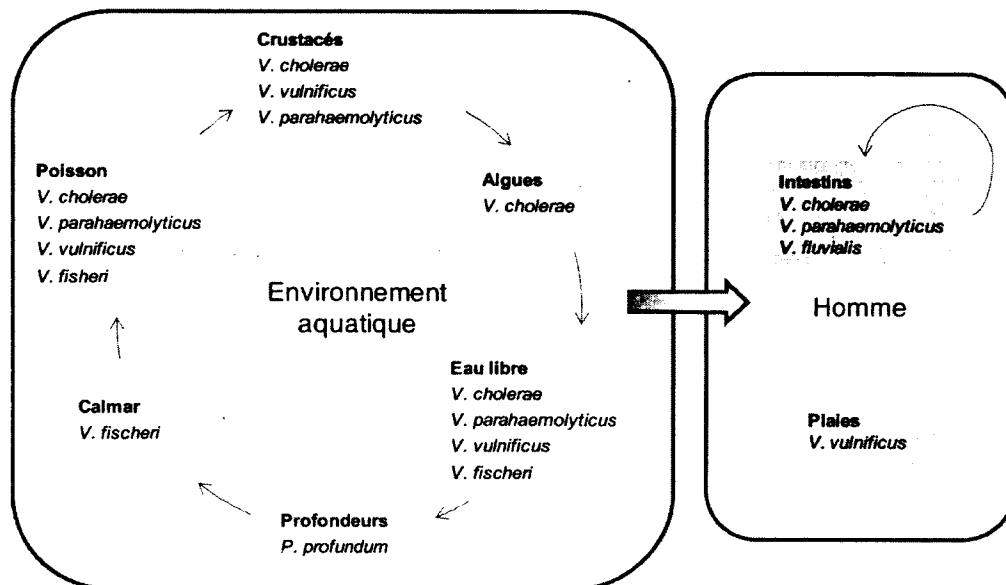 Crustacés
V. cholerae
V. vulnificus
V. parahaemolyticus
Poisson
V. cholerae
V. parahaemolyticus
V. vulnificus
V. fisheri
Algues
V. cholerae
Environnement
aquatique
Eau libre
V. cholerae
V. parahaemolyticus
V. vulnificus
V. fischeri
Calmar
V. fischeri
Profondeurs
P. profundum
Intestins
V. cholerae
V. parahaemolyticus
V. fluvialis
Homme
Plaies
V. vulnificus